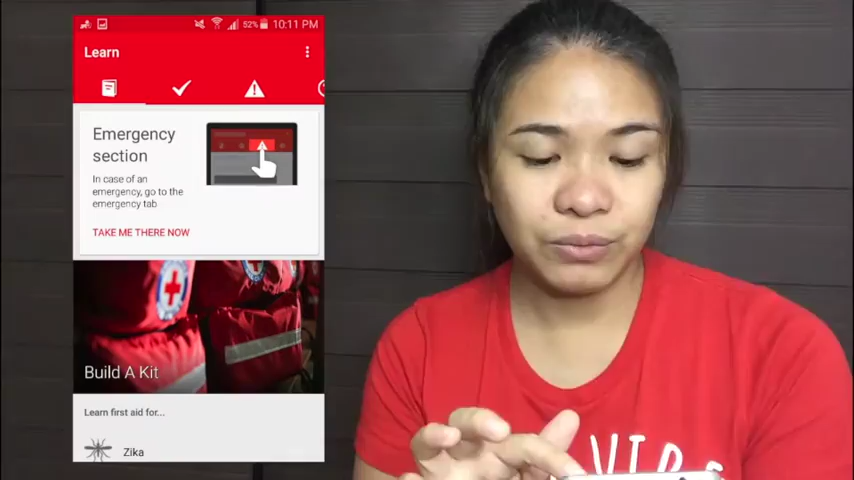 52% 10:11 PM
Learn
Emergency
section
In case of an
emergency, go to the
emergency tab
TAKE ME THERE NOW
Build A Kit
Learn first aid for...
Zika